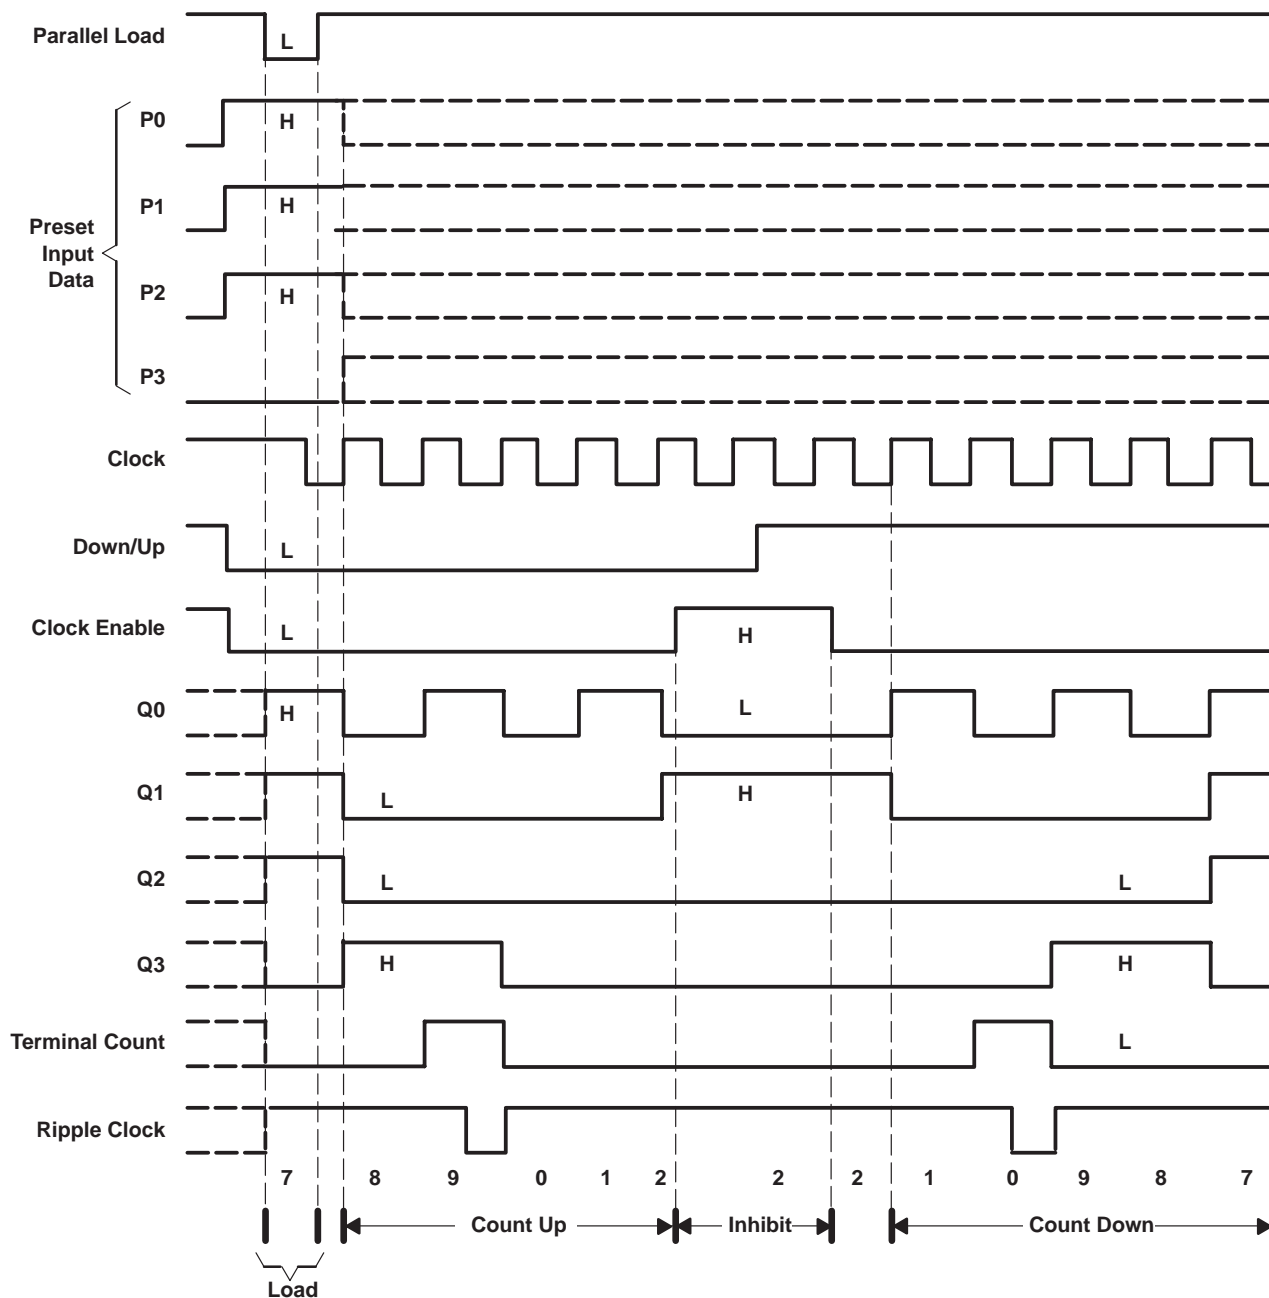 Parallel Load
L
P0
H
P1
H
Preset
Input
Data
P2
H
P3
Clock
Down/Up
L
Clock Enable
L
H
Q0
H
L
Q1
L
H
Q2
L
L
Q3
H
H
Terminal Count
L
Ripple Clock
7 8 9 0 1 2 2 2 1 0 9 8 7
Count Up Inhibit Count Down
Load